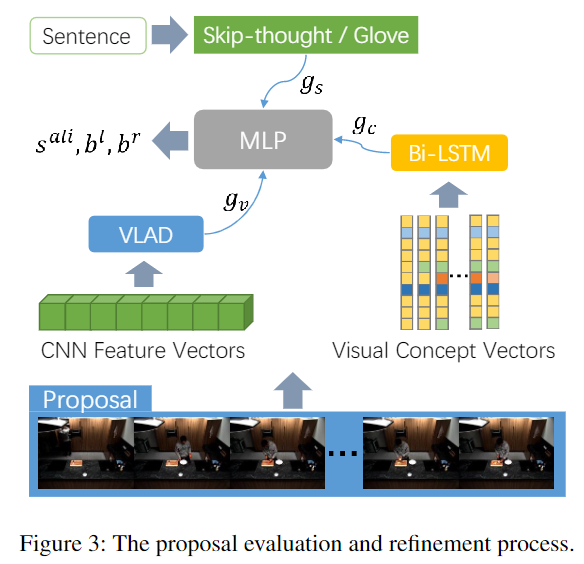 Sentence
Skip-thought / Glove
g_s
g_c
s^{ali}, b^l, b^r
MLP
Bi-LSTM
g_v
VLAD
...
CNN Feature Vectors
Visual Concept Vectors
Proposal
...
Figure 3: The proposal evaluation and refinement process.